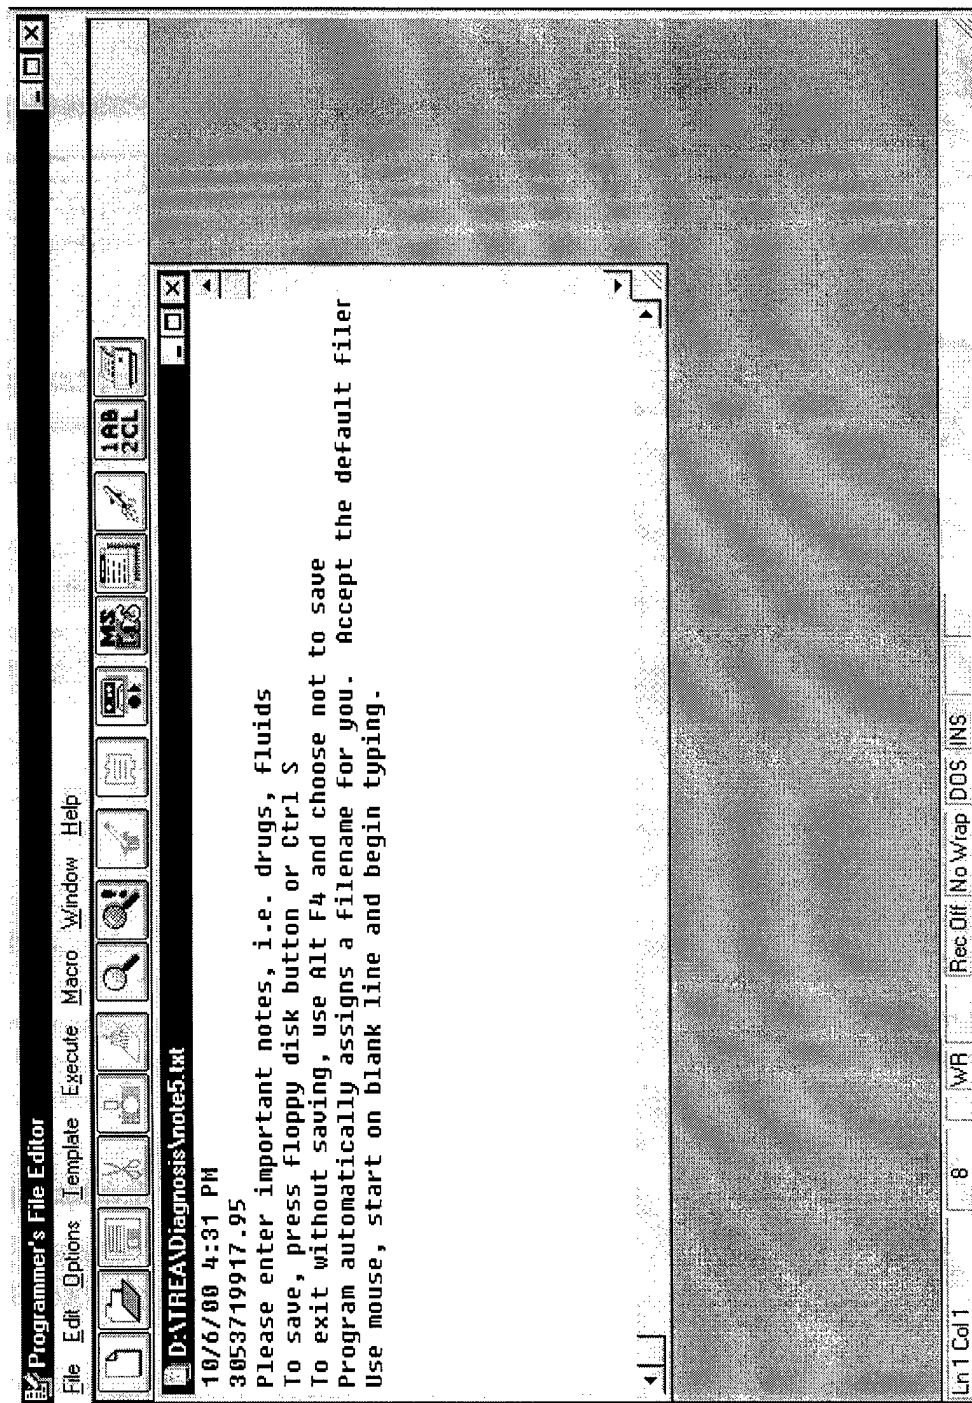 Programmer's File Editor
File Edit Options Template Execute Macro Window Help
MS
1AB
2CL
D:\TREA\Diagnosis\note5.txt
10/6/00 4:31 PM
3053719917.95
Please enter important notes, i.e. drugs, fluids
To save, press floppy disk button or Ctrl S
To exit without saving, use Alt F4 and choose not to save
Program automatically assigns a filename for you. Accept the default filer
Use mouse, start on blank line and begin typing.
Ln 1 Col 1 8 WR Rec Off No Wrap DOS INS